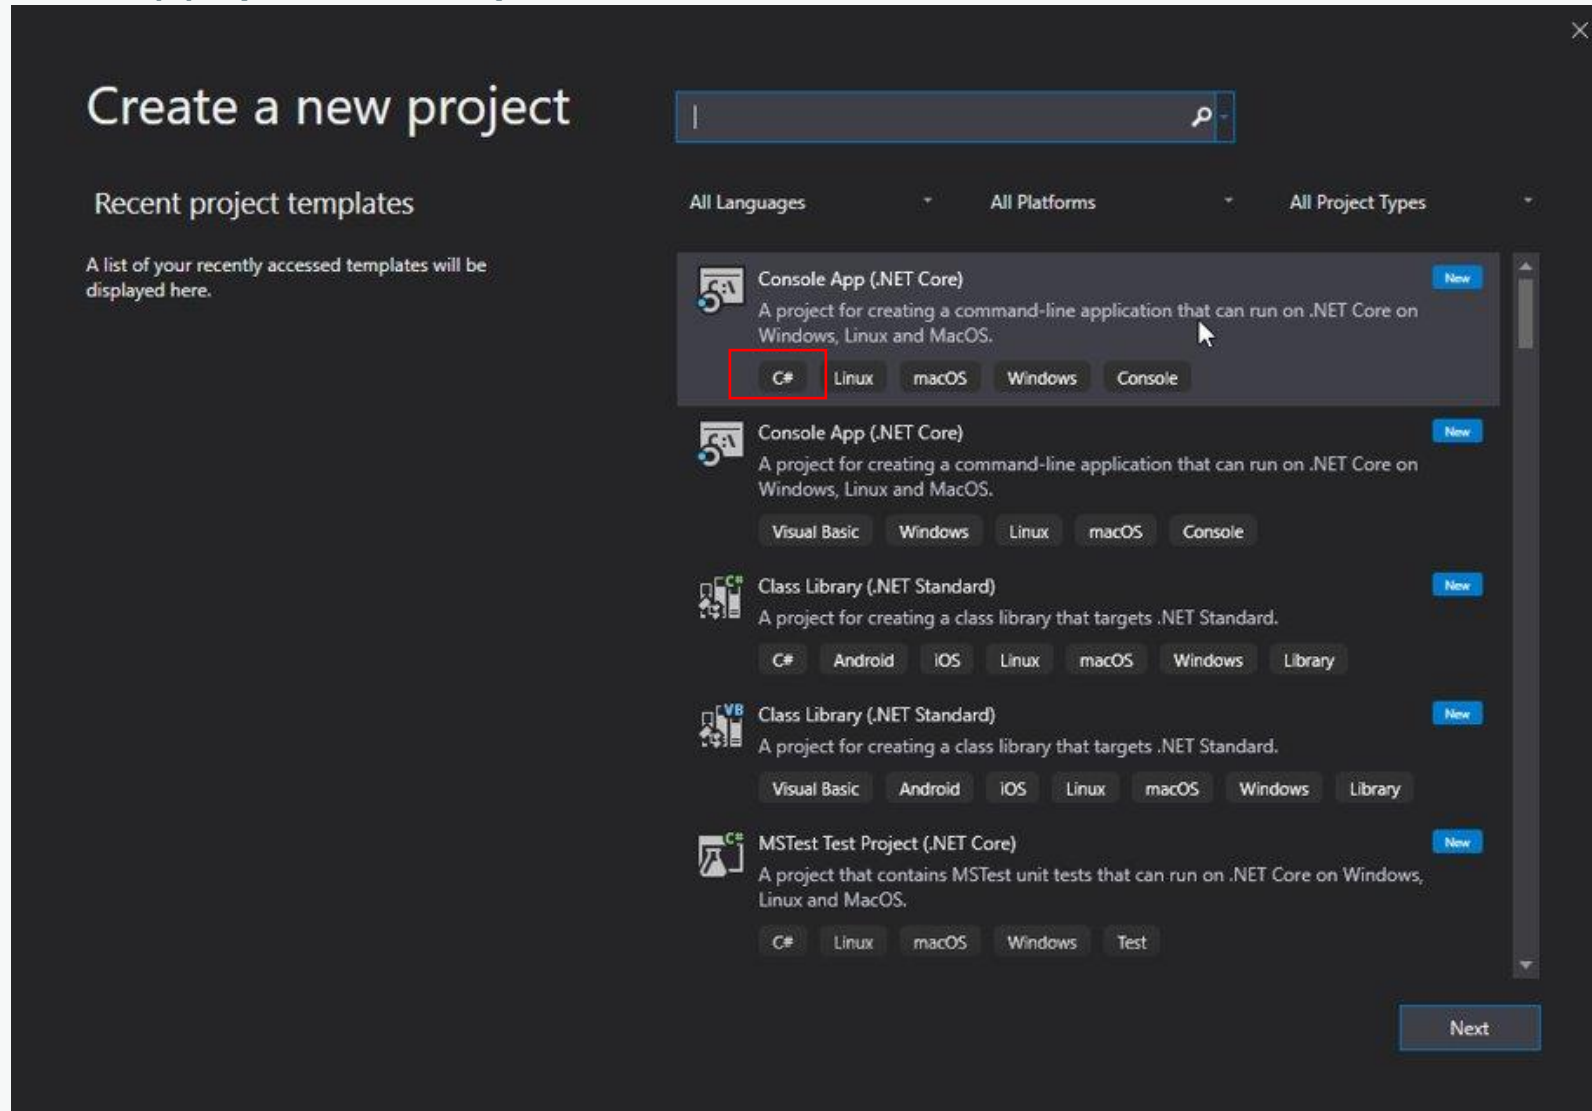 Create a new project
Recent project templates
A list of your recently accessed templates will be
displayed here.
All Languages
All Platforms
All Project Types
Console App (.NET Core)
New
A project for creating a command-line application that can run on .NET Core on
Windows, Linux and MacOS.
C# Linux macOS Windows Console
Console App (.NET Core)
New
A project for creating a command-line application that can run on .NET Core on
Windows, Linux and MacOS.
Visual Basic Windows Linux macOS Console
Class Library (.NET Standard)
New
A project for creating a class library that targets .NET Standard.
C# Android iOS Linux macOS Windows Library
Class Library (.NET Standard)
New
A project for creating a class library that targets .NET Standard.
Visual Basic Android iOS Linux macOS Windows Library
MSTest Test Project (.NET Core)
New
A project that contains MSTest unit tests that can run on .NET Core on Windows,
Linux and MacOS.
C# Linux macOS Windows Test
Next